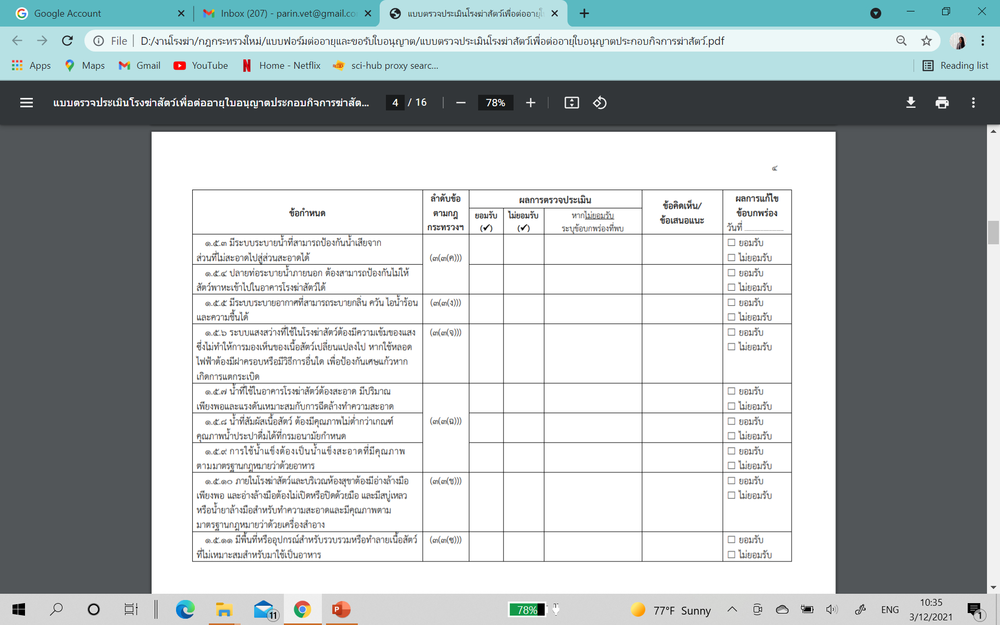 Google Account
Inbox (207) - parin.vet@gmail.co
แบบตรวจประเมินโรงฆ่าสัตว์เพื่อต่ออายุใบ
File
D:/งานโรงฆ่า/กฎกระทรวงใหม่/แบบฟอร์มต่ออายุและขอรับใบอนุญาต/แบบตรวจประเมินโรงฆ่าสัตว์เพื่อต่ออายุใบอนุญาตประกอบกิจการฆ่าสัตว์.pdf
Apps
Maps
Gmail
YouTube
Home - Netflix
sci-hub proxy searc...
Reading list
แบบตรวจประเมินโรงฆ่าสัตว์เพื่อต่ออายุใบอนุญาตประกอบกิจการฆ่าสัต...
4 / 16
78%
๔
ข้อกำหนด
ลำดับข้อ
ตามกฎ
กระทรวงฯ
ผลการตรวจประเมิน
ยอมรับ
(✓)
ไม่ยอมรับ
(✓)
หากไม่ยอมรับ
ระบุข้อบกพร่องที่พบ
ข้อคิดเห็น/
ข้อเสนอแนะ
ผลการแก้ไข
ข้อบกพร่อง
วันที่ ........................
๑.๕.๓ มีระบบระบายน้ำที่สามารถป้องกันน้ำเสียจาก
ส่วนที่ไม่สะอาดไปสู่ส่วนสะอาดได้
(๓(๓(ค)))
☐ ยอมรับ
☐ ไม่ยอมรับ
๑.๕.๔ ปลายท่อระบายน้ำภายนอก ต้องสามารถป้องกันไม่ให้
สัตว์พาหะเข้าไปในอาคารโรงฆ่าสัตว์ได้
☐ ยอมรับ
☐ ไม่ยอมรับ
๑.๕.๕ มีระบบระบายอากาศที่สามารถระบายกลิ่น ควัน ไอน้ำร้อน
และความชื้นได้
(๓(๓(ง)))
☐ ยอมรับ
☐ ไม่ยอมรับ
๑.๕.๖ ระบบแสงสว่างที่ใช้ในโรงฆ่าสัตว์ต้องมีความเข้มของแสง
ซึ่งไม่ทำให้การมองเห็นของเนื้อสัตว์เปลี่ยนแปลงไป หากใช้หลอด
ไฟฟ้าต้องมีฝาครอบหรือมีวิธีการอื่นใด เพื่อป้องกันเศษแก้วหาก
เกิดการแตกระเบิด
(๓(๓(จ)))
☐ ยอมรับ
☐ ไม่ยอมรับ
๑.๕.๗ น้ำที่ใช้ในอาคารโรงฆ่าสัตว์ต้องสะอาด มีปริมาณ
เพียงพอและแรงดันเหมาะสมกับการฉีดล้างทำความสะอาด
☐ ยอมรับ
☐ ไม่ยอมรับ
๑.๕.๘ น้ำที่สัมผัสเนื้อสัตว์ ต้องมีคุณภาพไม่ต่ำกว่าเกณฑ์
คุณภาพน้ำประปาดื่มได้ที่กรมอนามัยกำหนด
(๓(๓(ฉ)))
☐ ยอมรับ
☐ ไม่ยอมรับ
๑.๕.๙ การใช้น้ำแข็งต้องเป็นน้ำแข็งสะอาดที่มีคุณภาพ
ตามมาตรฐานกฎหมายว่าด้วยอาหาร
☐ ยอมรับ
☐ ไม่ยอมรับ
๑.๕.๑๐ ภายในโรงฆ่าสัตว์และบริเวณห้องสุขาต้องมีอ่างล้างมือ
เพียงพอ และอ่างล้างมือต้องไม่เปิดหรือปิดด้วยมือ และมีสบู่เหลว
หรือน้ำยาล้างมือสำหรับทำความสะอาดและมีคุณภาพตาม
มาตรฐานกฎหมายว่าด้วยเครื่องสำอาง
(๓(๓(ช)))
☐ ยอมรับ
☐ ไม่ยอมรับ
๑.๕.๑๑ มีพื้นที่หรืออุปกรณ์สำหรับรวบรวมหรือทำลายเนื้อสัตว์
ที่ไม่เหมาะสมสำหรับมาใช้เป็นอาหาร
(๓(๓(ซ)))
☐ ยอมรับ
☐ ไม่ยอมรับ
11
78%
77°F Sunny
ENG
10:35
3/12/2021
1